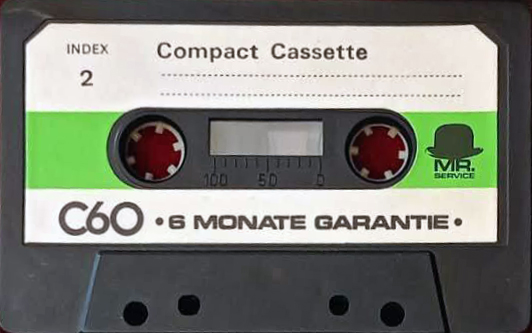 INDEX
2
Compact Cassette
100 50 0
MR.
SERVICE
C60 • 6 MONATE GARANTIE •